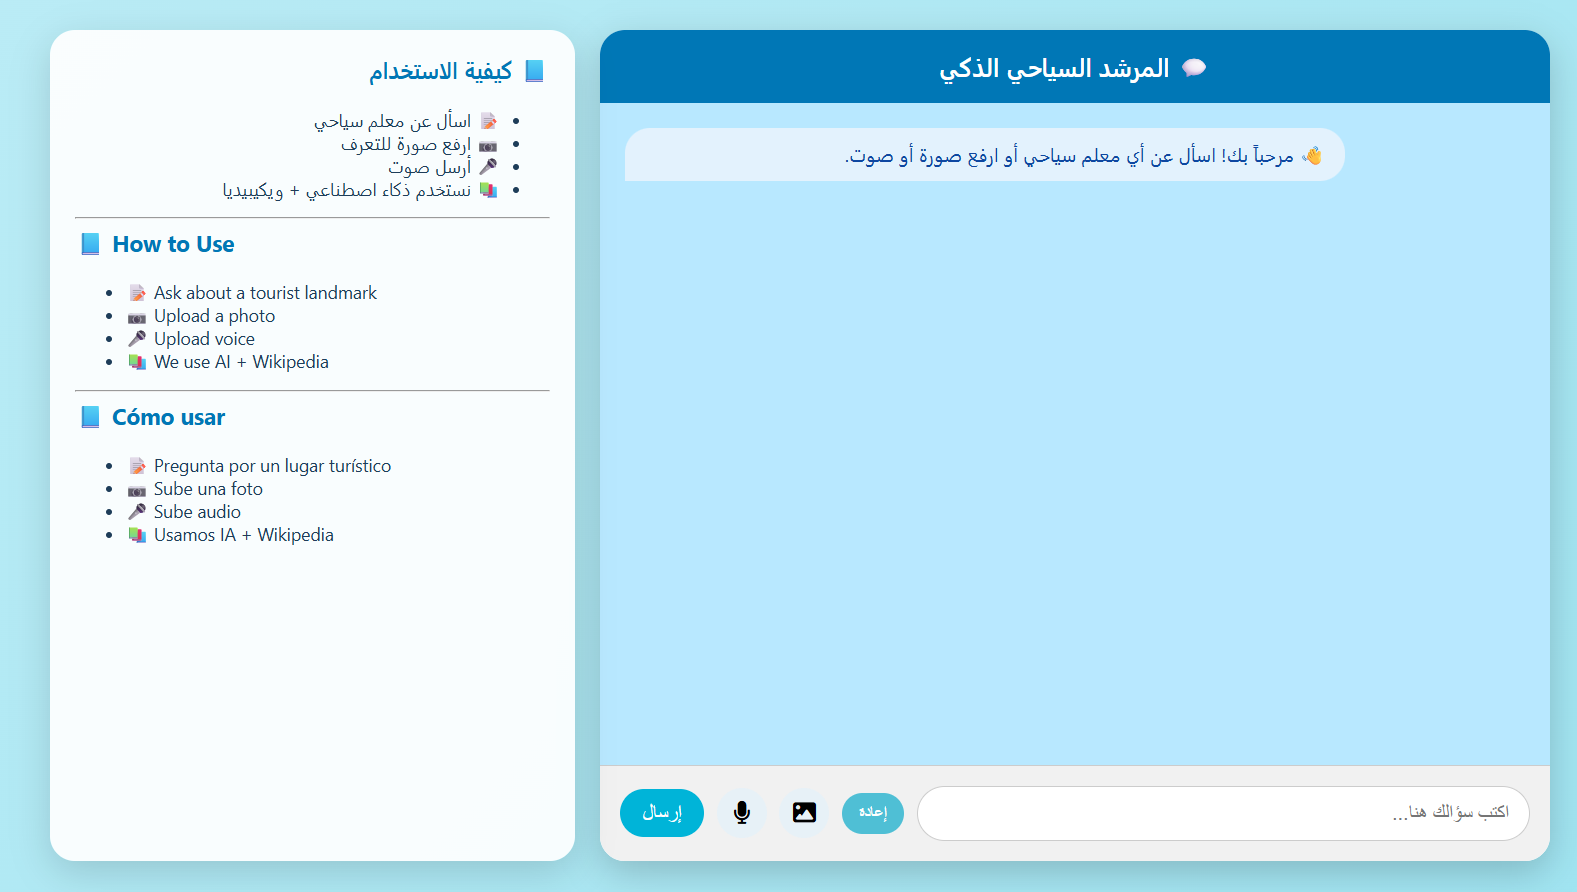 📘 كيفية الاستخدام
📝 اسأل عن معلم سياحي
📷 ارفع صورة للتعرف
🎤 أرسل صوت
📚 نستخدم ذكاء اصطناعي + ويكيبيديا
📘 How to Use
📝 Ask about a tourist landmark
📷 Upload a photo
🎤 Upload voice
📚 We use AI + Wikipedia
📘 Cómo usar
📝 Pregunta por un lugar turístico
📷 Sube una foto
🎤 Sube audio
📚 Usamos IA + Wikipedia
💬 المرشد السياحي الذكي
👋 مرحباً بك! اسأل عن أي معلم سياحي أو ارفع صورة أو صوت.
اكتب سؤالك هنا...
إعادة
إرسال